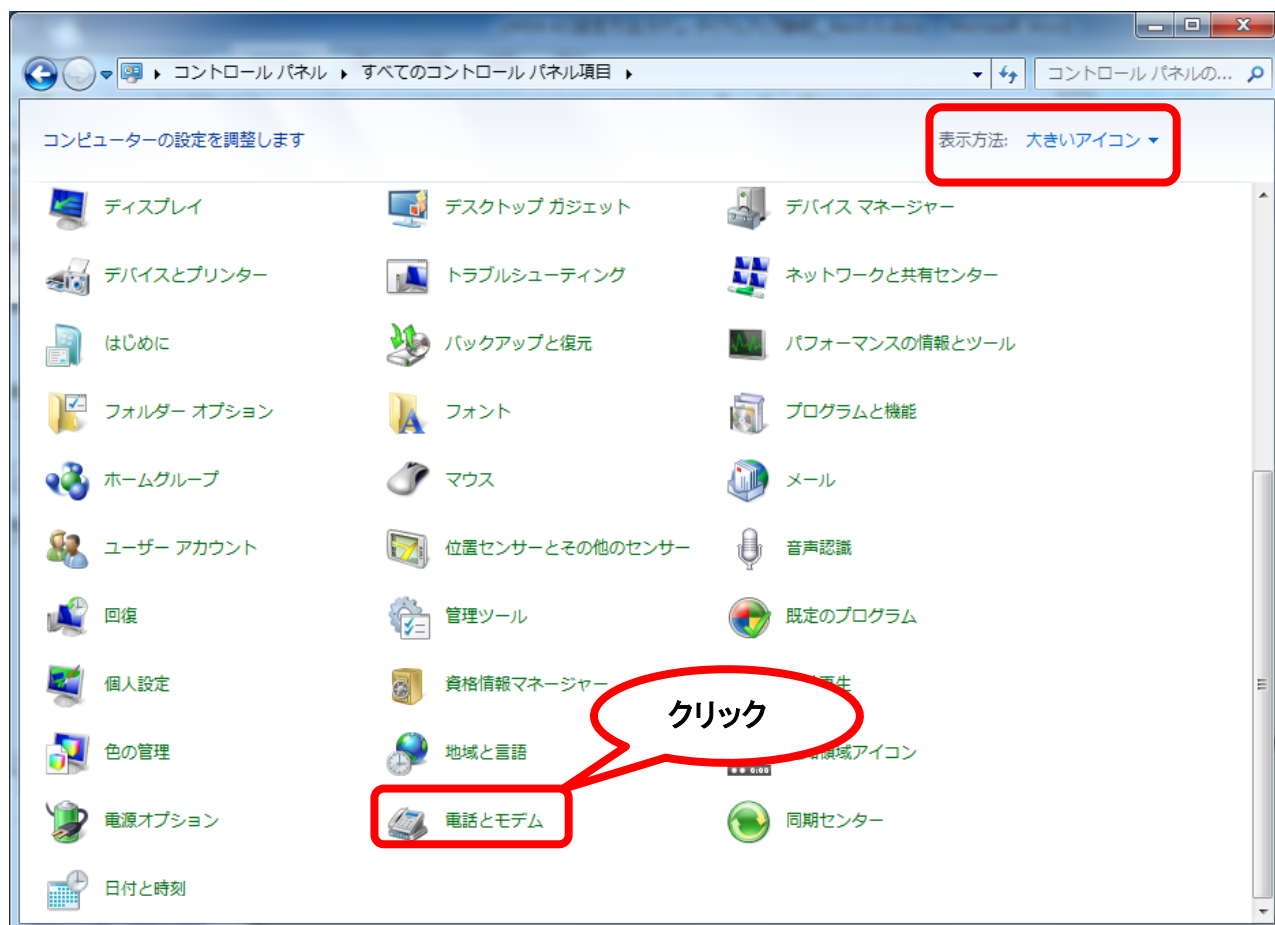 コントロール パネル ▶ すべてのコントロール パネル項目 ▶
コントロール パネルの...
コンピューターの設定を調整します
表示方法: 大きいアイコン
ディスプレイ
デスクトップ ガジェット
デバイス マネージャー
デバイスとプリンター
トラブルシューティング
ネットワークと共有センター
はじめに
バックアップと復元
パフォーマンスの情報とツール
フォルダー オプション
フォント
プログラムと機能
ホームグループ
マウス
メール
ユーザー アカウント
位置センサーとその他のセンサー
音声認識
回復
管理ツール
既定のプログラム
個人設定
資格情報マネージャー
再生
クリック
色の管理
地域と言語
領域アイコン
電源オプション
電話とモデム
同期センター
日付と時刻